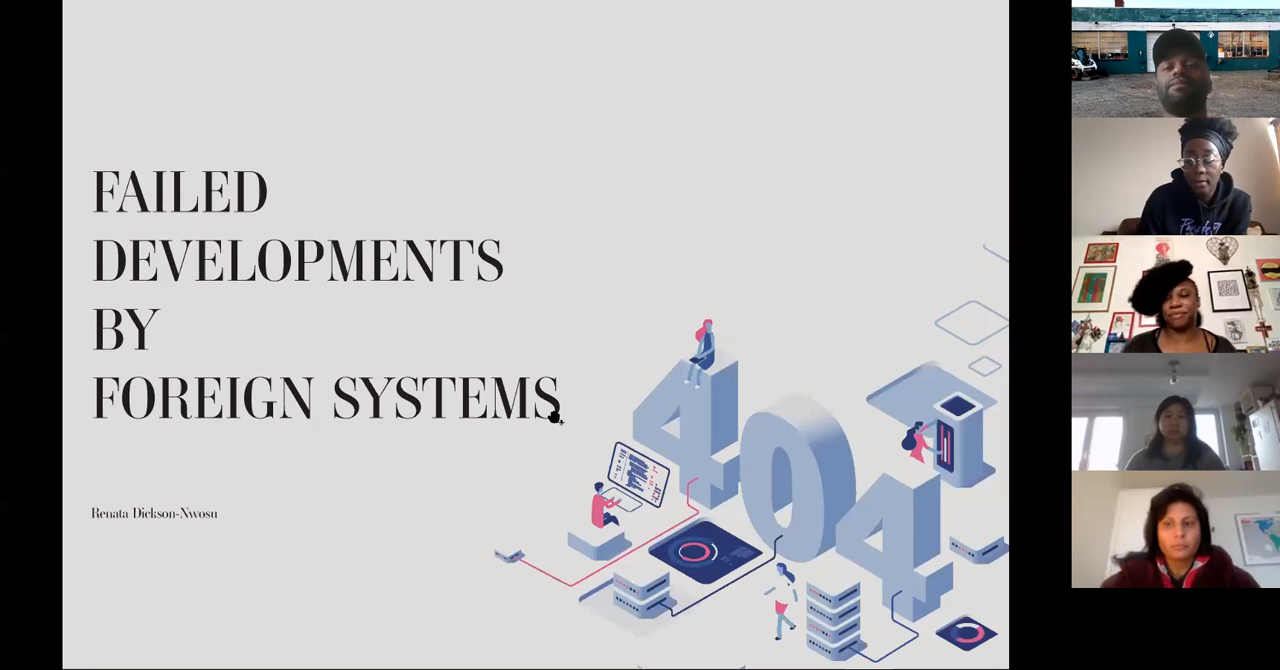 FAILED
DEVELOPMENTS
BY
FOREIGN SYSTEMS
Renata Dickson-Nwosu
404